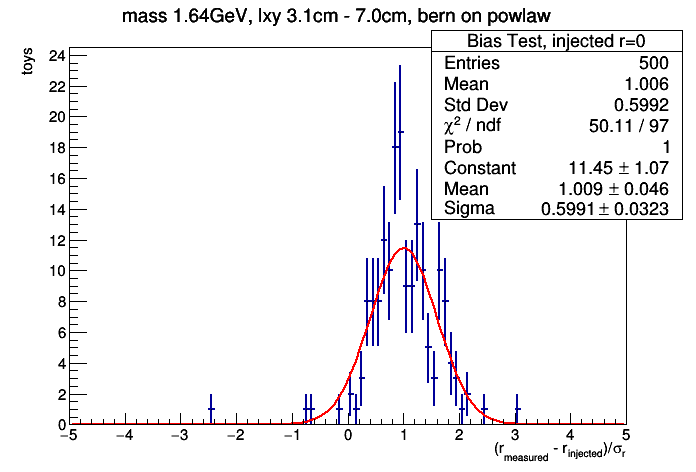 mass 1.64GeV, lxy 3.1cm - 7.0cm, bern on powlaw
Bias Test, injected r=0
Entries 500
Mean 1.006
Std Dev 0.5992
χ² / ndf 50.11 / 97
Prob 1
Constant 11.45 ± 1.07
Mean 1.009 ± 0.046
Sigma 0.5991 ± 0.0323
toys
24
22
20
18
16
14
12
10
8
6
4
2
0
−5 −4 −3 −2 −1 0 1 2 3 4 5
(r_measured - r_injected)/σ_r